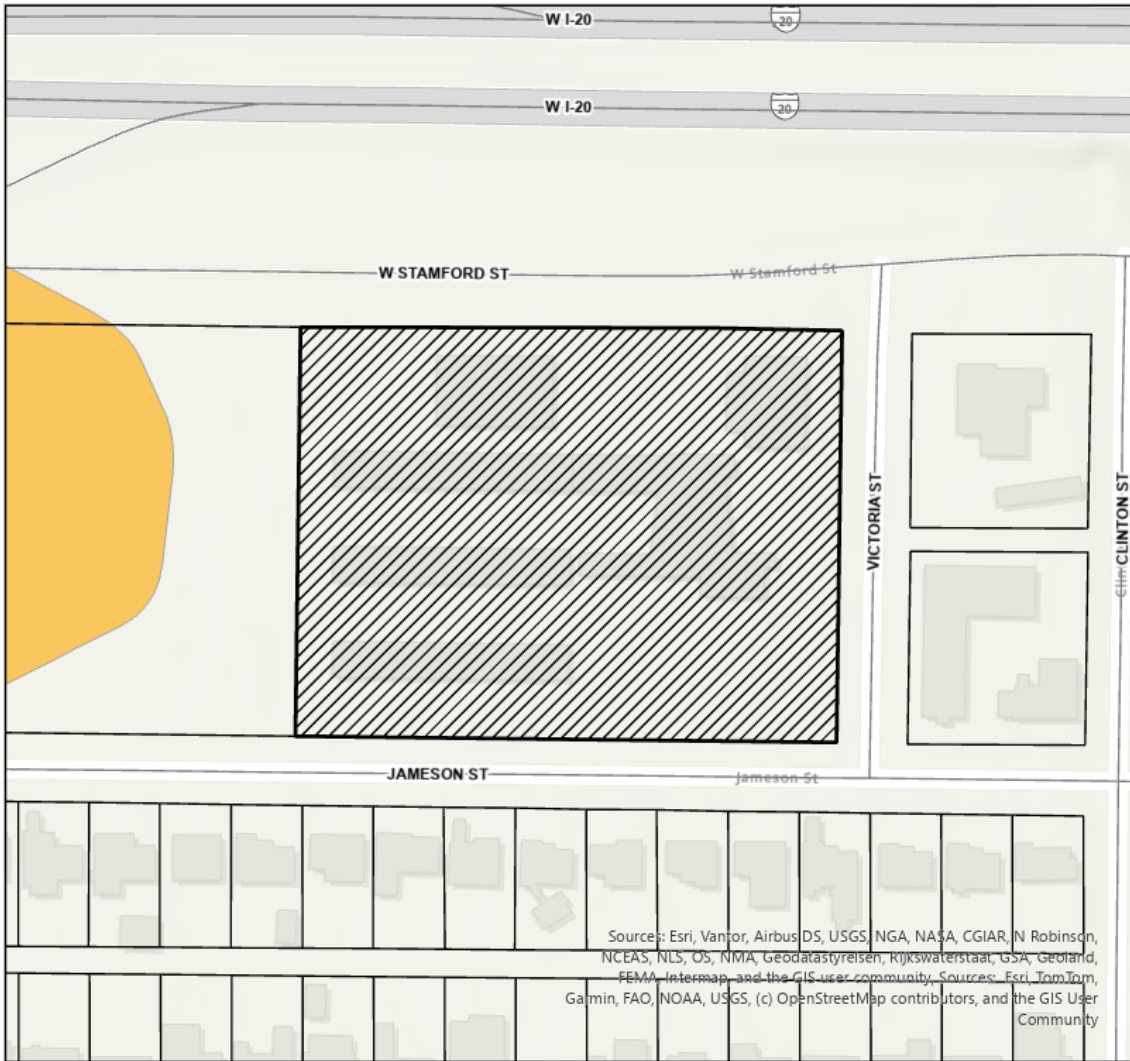 W I-20
20
W I-20
20
W STAMFORD ST
W Stamford St
VICTORIA ST
CLINTON ST
Clin
JAMESON ST
Jameson St
Sources: Esri, Vantor, Airbus DS, USGS, NGA, NASA, CGIAR, N Robinson,
NCEAS, NLS, OS, NMA, Geodatastyrelsen, Rijkswaterstaat, GSA, Geoland,
FEMA, Intermap, and the GIS user community, Sources: Esri, TomTom,
Garmin, FAO, NOAA, USGS, (c) OpenStreetMap contributors, and the GIS User
Community